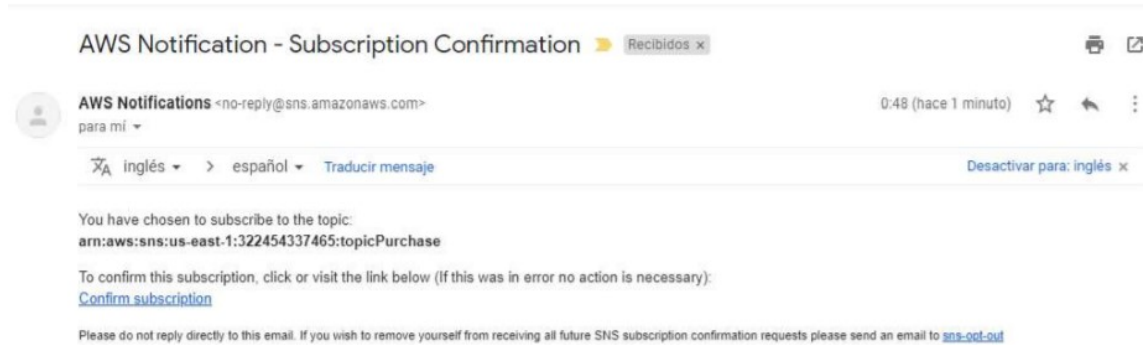 AWS Notification - Subscription Confirmation Recibidos x
AWS Notifications <no-reply@sns.amazonaws.com> 0:48 (hace 1 minuto)
para mí
inglés > español Traducir mensaje Desactivar para: inglés x
You have chosen to subscribe to the topic:
arn:aws:sns:us-east-1:322454337465:topicPurchase
To confirm this subscription, click or visit the link below (If this was in error no action is necessary):
Confirm subscription
Please do not reply directly to this email. If you wish to remove yourself from receiving all future SNS subscription confirmation requests please send an email to sns-opt-out